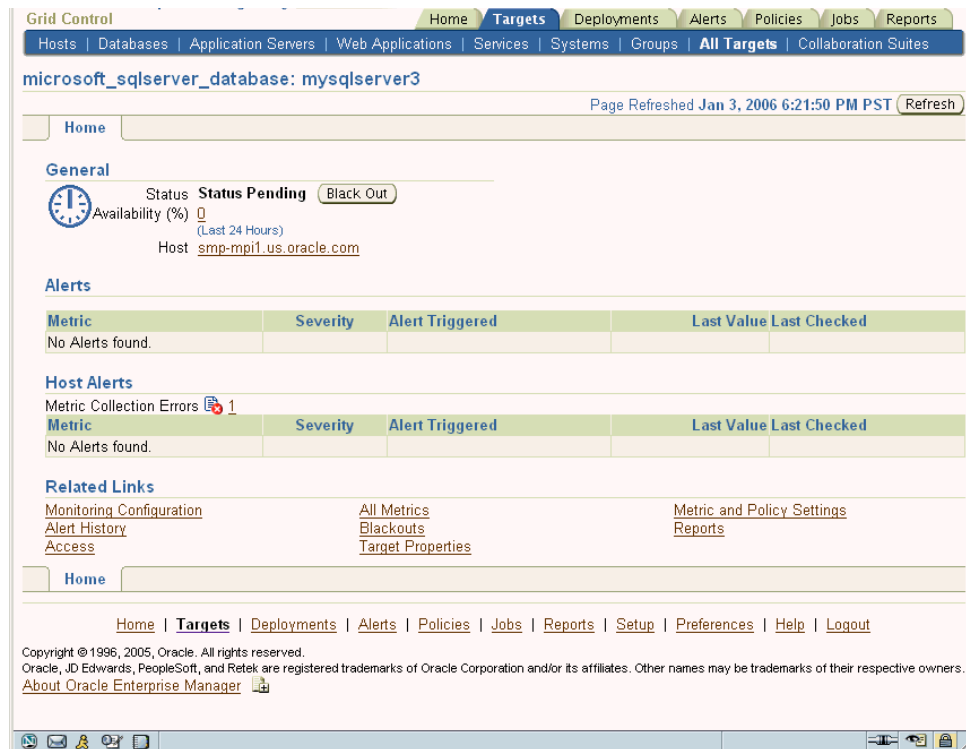 Grid Control
Home Targets Deployments Alerts Policies Jobs Reports
Hosts | Databases | Application Servers | Web Applications | Services | Systems | Groups | All Targets | Collaboration Suites
microsoft_sqlserver_database: mysqlserver3
Page Refreshed Jan 3, 2006 6:21:50 PM PST Refresh
Home
General
Status Status Pending Black Out
Availability (%) 0
(Last 24 Hours)
Host smp-mpi1.us.oracle.com
Alerts
Metric Severity Alert Triggered Last Value Last Checked
No Alerts found.
Host Alerts
Metric Collection Errors 1
Metric Severity Alert Triggered Last Value Last Checked
No Alerts found.
Related Links
Monitoring Configuration All Metrics Metric and Policy Settings
Alert History Blackouts Reports
Access Target Properties
Home
Home | Targets | Deployments | Alerts | Policies | Jobs | Reports | Setup | Preferences | Help | Logout
Copyright © 1996, 2005, Oracle. All rights reserved.
Oracle, JD Edwards, PeopleSoft, and Retek are registered trademarks of Oracle Corporation and/or its affiliates. Other names may be trademarks of their respective owners.
About Oracle Enterprise Manager